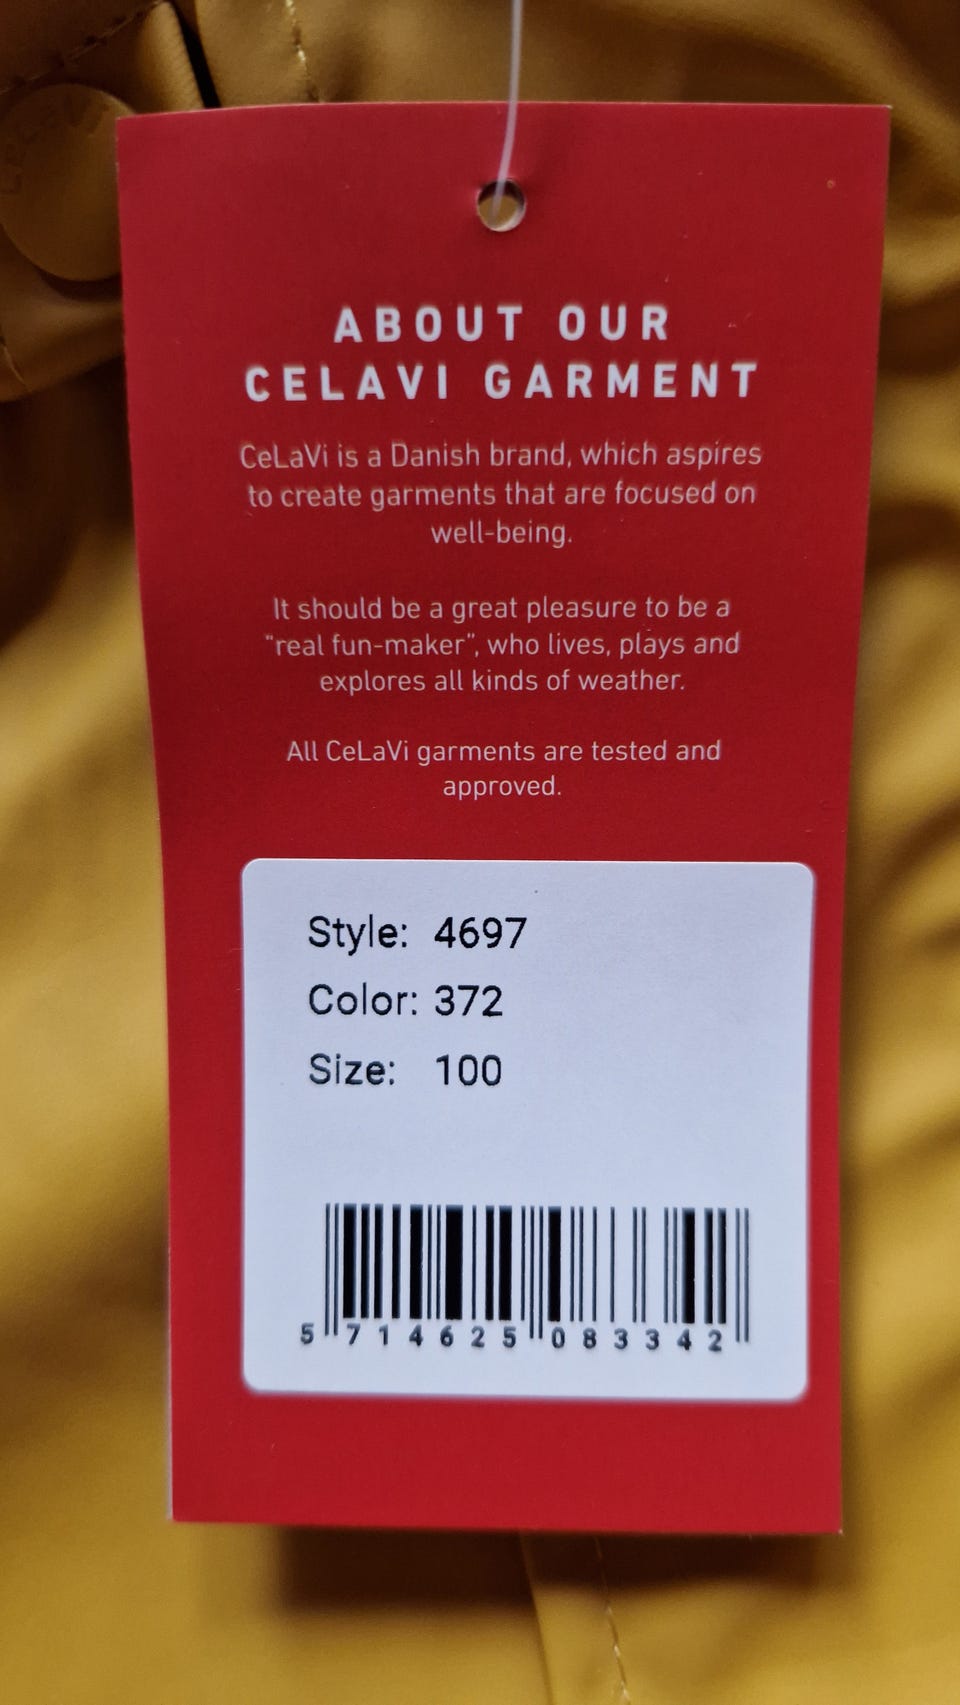 ABOUT OUR
CELAVI GARMENT
CeLaVi is a Danish brand, which aspires
to create garments that are focused on
well-being.
It should be a great pleasure to be a
"real fun-maker", who lives, plays and
explores all kinds of weather.
All CeLaVi garments are tested and
approved.
Style: 4697
Color: 372
Size: 100
5 714625 083342